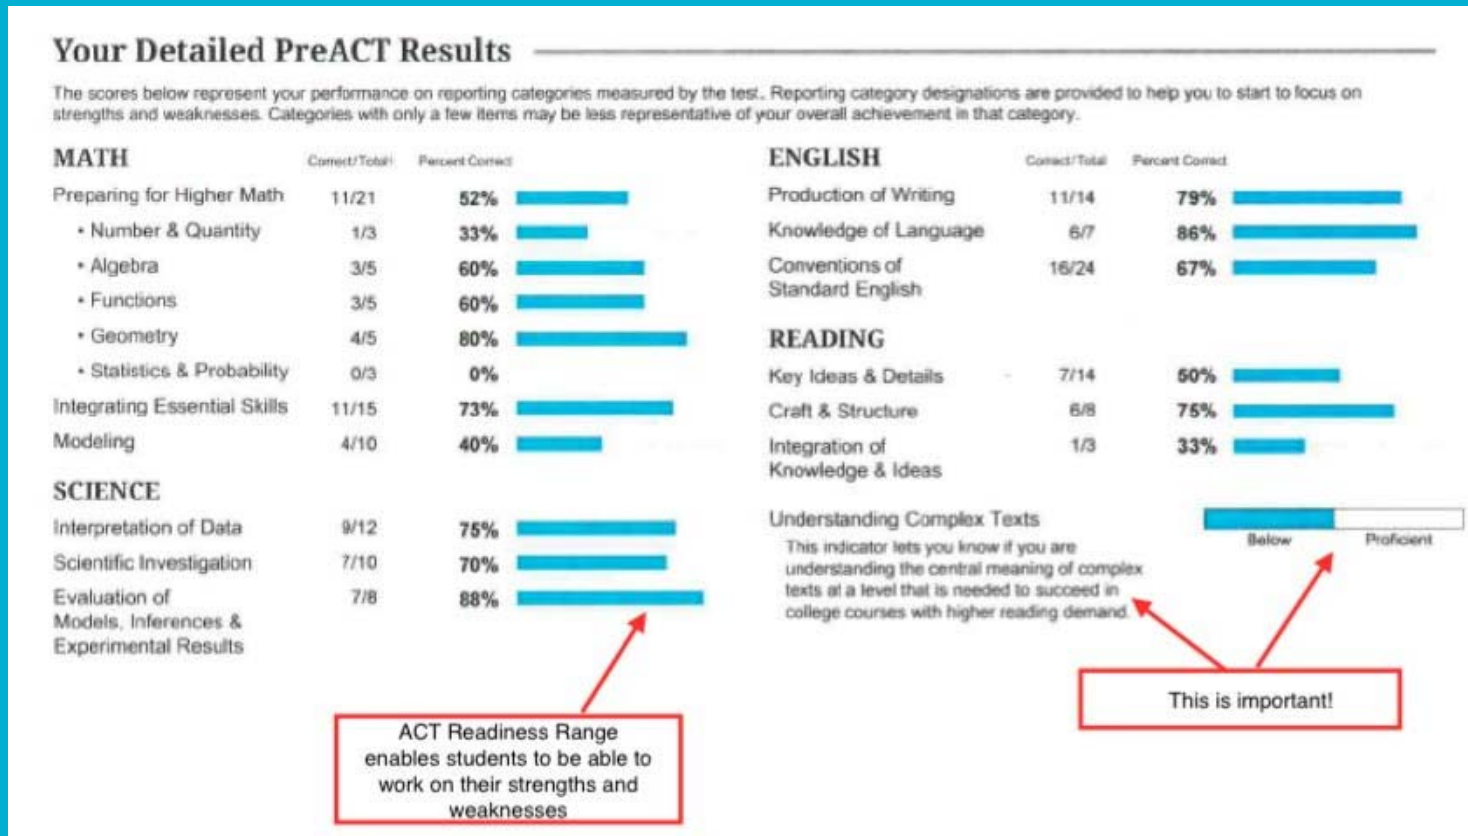 Your Detailed PreACT Results
The scores below represent your performance on reporting categories measured by the test. Reporting category designations are provided to help you to start to focus on
strengths and weaknesses. Categories with only a few items may be less representative of your overall achievement in that category.
MATH Correct/Total Percent Correct
Preparing for Higher Math 11/21 52%
• Number & Quantity 1/3 33%
• Algebra 3/5 60%
• Functions 3/5 60%
• Geometry 4/5 80%
• Statistics & Probability 0/3 0%
Integrating Essential Skills 11/15 73%
Modeling 4/10 40%
SCIENCE
Interpretation of Data 9/12 75%
Scientific Investigation 7/10 70%
Evaluation of 7/8 88%
Models, Inferences &
Experimental Results
ACT Readiness Range
enables students to be able to
work on their strengths and
weaknesses
ENGLISH Correct/Total Percent Correct
Production of Writing 11/14 79%
Knowledge of Language 6/7 86%
Conventions of 16/24 67%
Standard English
READING
Key Ideas & Details 7/14 50%
Craft & Structure 6/8 75%
Integration of 1/3 33%
Knowledge & Ideas
Understanding Complex Texts
Below Proficient
This indicator lets you know if you are
understanding the central meaning of complex
texts at a level that is needed to succeed in
college courses with higher reading demand.
This is important!